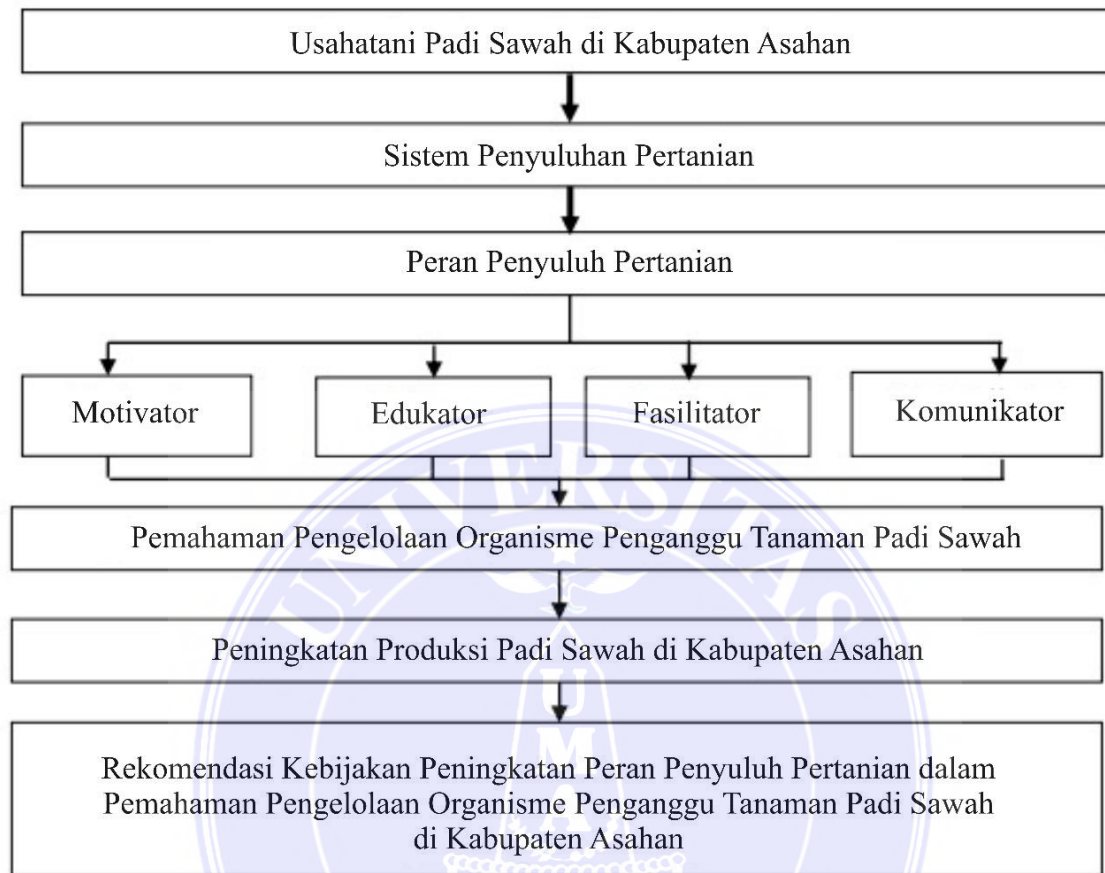 Usahatani Padi Sawah di Kabupaten Asahan
Sistem Penyuluhan Pertanian
Peran Penyuluh Pertanian
Motivator
Edukator
Fasilitator
Komunikator
Pemahaman Pengelolaan Organisme Penganggu Tanaman Padi Sawah
Peningkatan Produksi Padi Sawah di Kabupaten Asahan
Rekomendasi Kebijakan Peningkatan Peran Penyuluh Pertanian dalam
Pemahaman Pengelolaan Organisme Penganggu Tanaman Padi Sawah
di Kabupaten Asahan
UNIVERSITAS
UMA